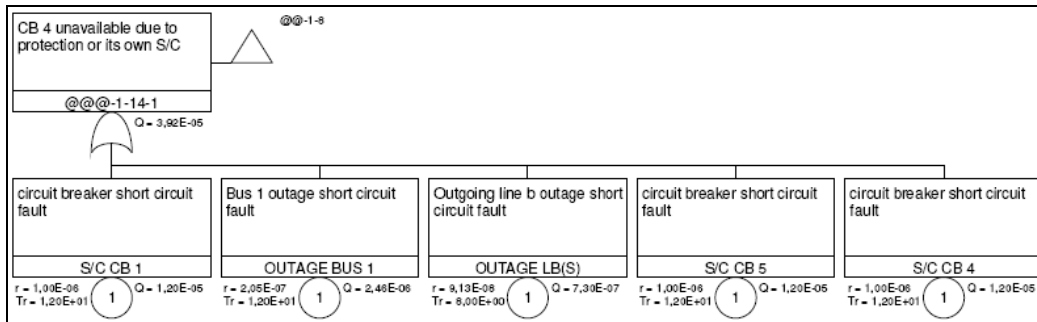 CB 4 unavailable due to
protection or its own S/C
@@@-1-14-1
@@-1-8
Q = 3,92E-05
circuit breaker short circuit
fault
S/C CB 1
r = 1,00E-06
Tr = 1,20E+01
1
Q = 1,20E-05
Bus 1 outage short circuit
fault
OUTAGE BUS 1
r = 2,05E-07
Tr = 1,20E+01
1
Q = 2,46E-06
Outgoing line b outage short
circuit fault
OUTAGE LB(S)
r = 9,13E-08
Tr = 8,00E+00
1
Q = 7,30E-07
circuit breaker short circuit
fault
S/C CB 5
r = 1,00E-06
Tr = 1,20E+01
1
Q = 1,20E-05
circuit breaker short circuit
fault
S/C CB 4
r = 1,00E-06
Tr = 1,20E+01
1
Q = 1,20E-05